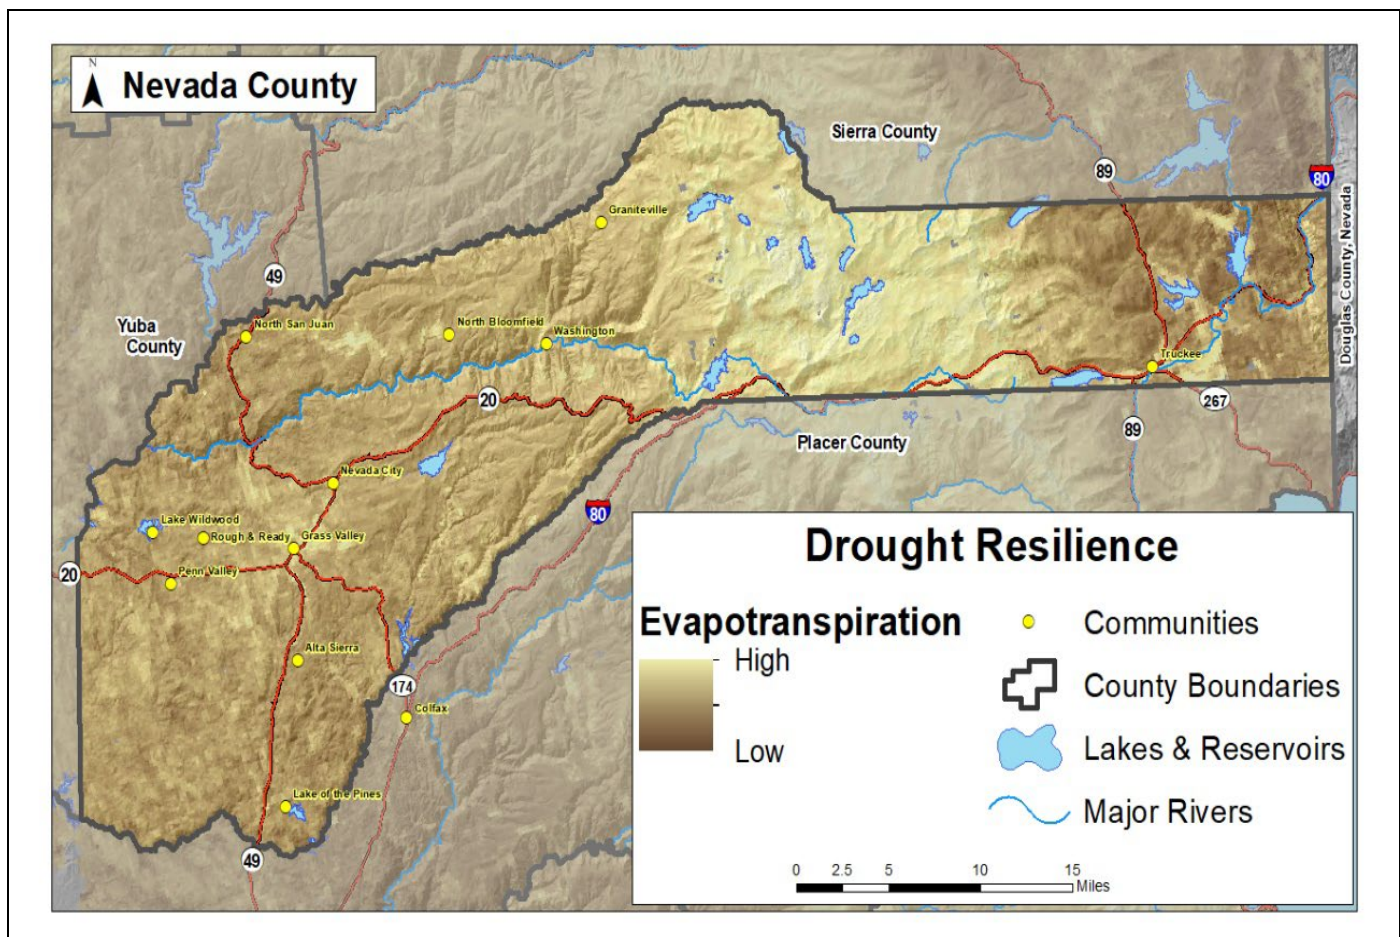 N
Nevada County
Sierra County
89
80
Douglas County, Nevada
Graniteville
49
Yuba
County
North San Juan
North Bloomfield
Washington
Truckee
20
267
89
Placer County
Nevada City
80
Lake Wildwood
Rough & Ready
Grass Valley
20
Penn Valley
Alta Sierra
174
Colfax
Lake of the Pines
49
Drought Resilience
Evapotranspiration
High
Low
Communities
County Boundaries
Lakes & Reservoirs
Major Rivers
0 2.5 5 10 15
Miles